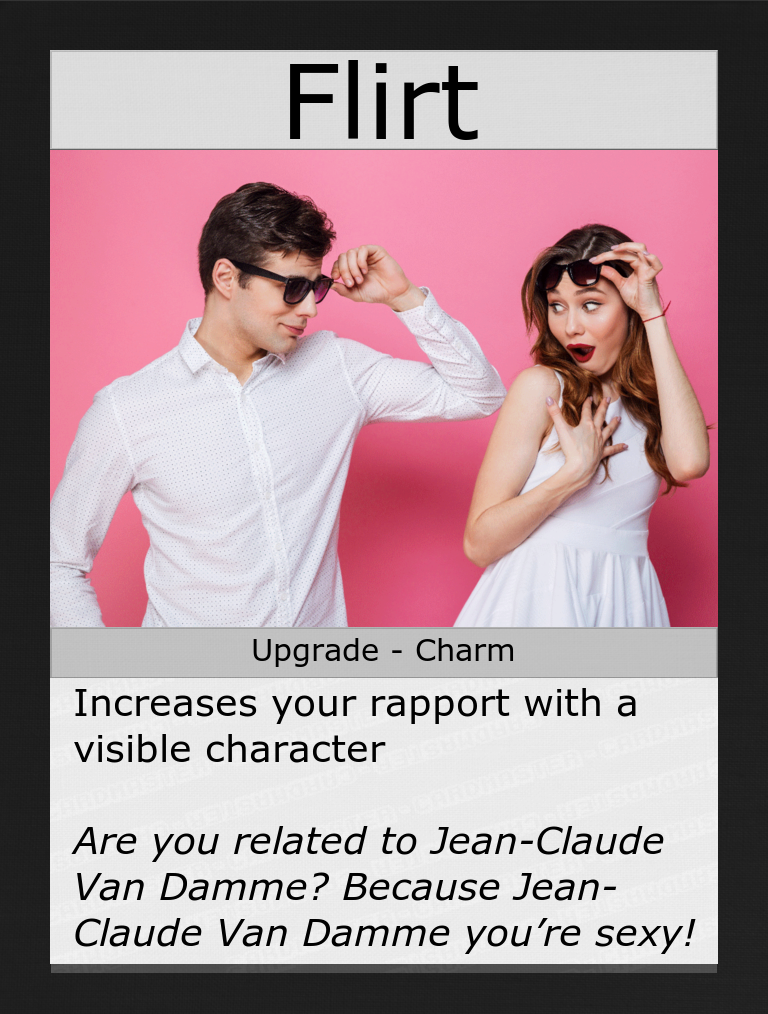 Flirt
Upgrade - Charm
Increases your rapport with a
visible character
Are you related to Jean-Claude
Van Damme? Because Jean-
Claude Van Damme you’re sexy!